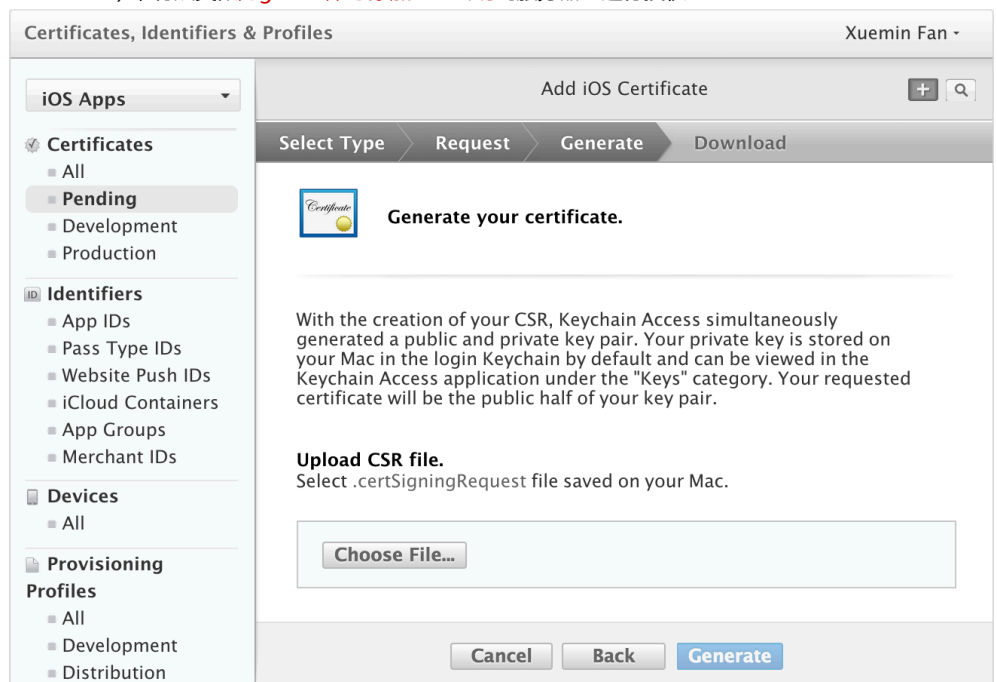 Certificates, Identifiers & Profiles
Xuemin Fan
iOS Apps
Add iOS Certificate
Select Type
Request
Generate
Download
Certificates
All
Pending
Development
Production
Certificate
Generate your certificate.
ID Identifiers
App IDs
Pass Type IDs
Website Push IDs
iCloud Containers
App Groups
Merchant IDs
With the creation of your CSR, Keychain Access simultaneously
generated a public and private key pair. Your private key is stored on
your Mac in the login Keychain by default and can be viewed in the
Keychain Access application under the "Keys" category. Your requested
certificate will be the public half of your key pair.
Upload CSR file.
Select .certSigningRequest file saved on your Mac.
Devices
All
Choose File...
Provisioning
Profiles
All
Development
Distribution
Cancel
Back
Generate